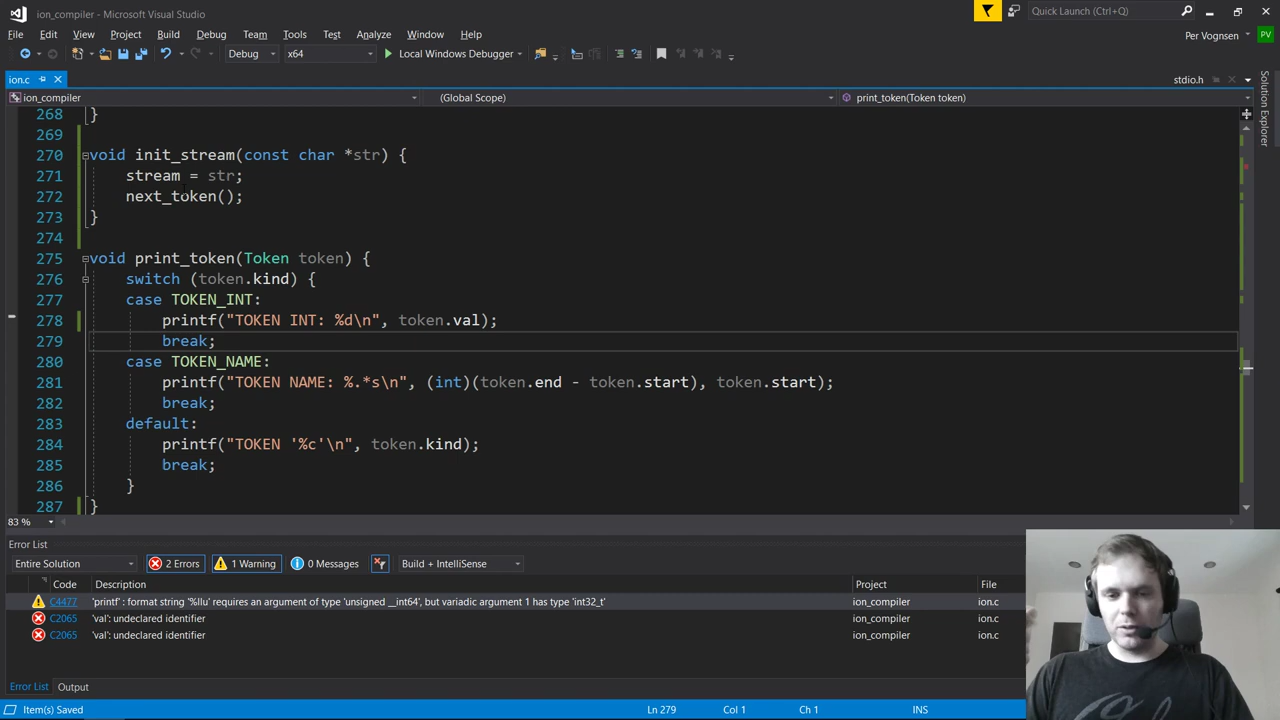 ion_compiler - Microsoft Visual Studio
Quick Launch (Ctrl+Q)
File Edit View Project Build Debug Team Tools Test Analyze Window Help
Per Vognsen PV
Debug x64 Local Windows Debugger
ion.c
stdio.h
ion_compiler (Global Scope) print_token(Token token)
Solution Explorer
268 }
269
270 void init_stream(const char *str) {
271 stream = str;
272 next_token();
273 }
274
275 void print_token(Token token) {
276 switch (token.kind) {
277 case TOKEN_INT:
278 printf("TOKEN INT: %d\n", token.val);
279 break;
280 case TOKEN_NAME:
281 printf("TOKEN NAME: %.*s\n", (int)(token.end - token.start), token.start);
282 break;
283 default:
284 printf("TOKEN '%c'\n", token.kind);
285 break;
286 }
287 }
83 %
Error List
Entire Solution 2 Errors 1 Warning 0 Messages Build + IntelliSense
Code Description Project File
C4477 'printf' : format string '%llu' requires an argument of type 'unsigned __int64', but variadic argument 1 has type 'int32_t' ion_compiler ion.c
C2065 'val': undeclared identifier ion_compiler ion.c
C2065 'val': undeclared identifier ion_compiler ion.c
Error List Output
Item(s) Saved Ln 279 Col 1 Ch 1 INS